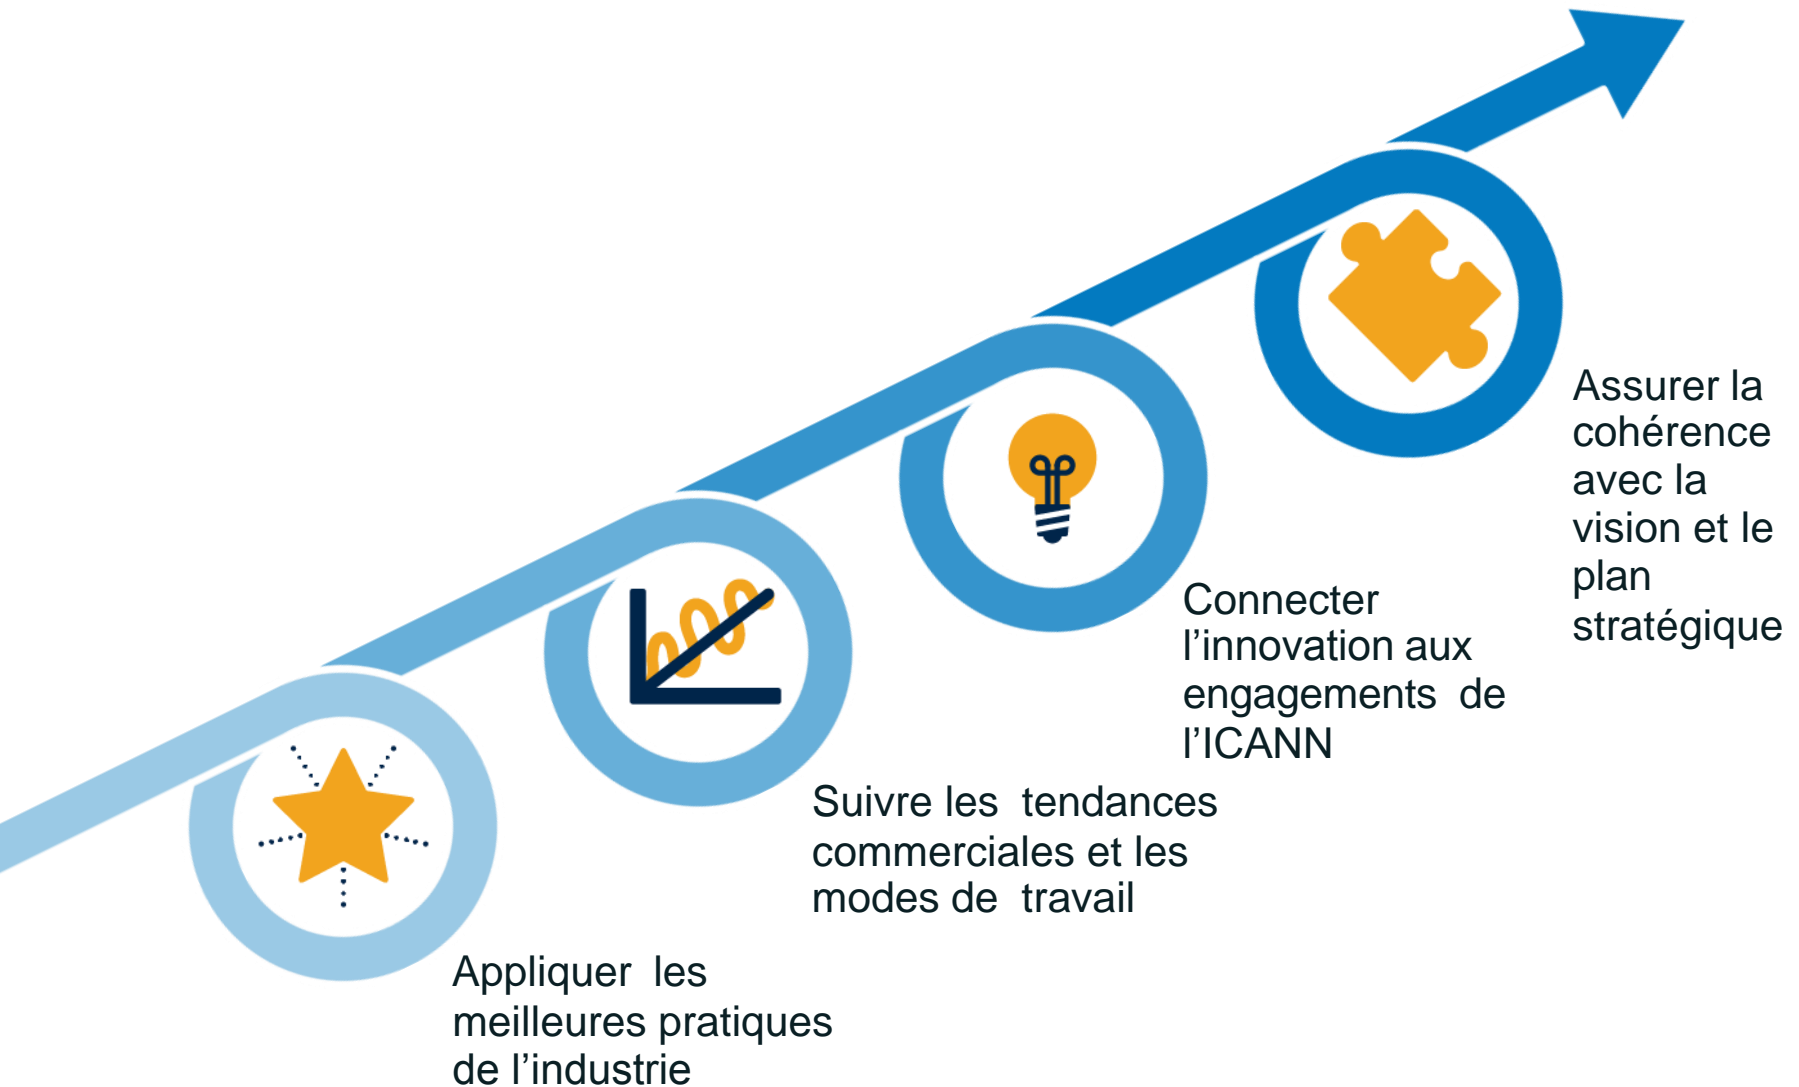 Appliquer les
meilleures pratiques
de l’industrie
Suivre les tendances
commerciales et les
modes de travail
Connecter
l’innovation aux
engagements de
l’ICANN
Assurer la
cohérence
avec la
vision et le
plan
stratégique